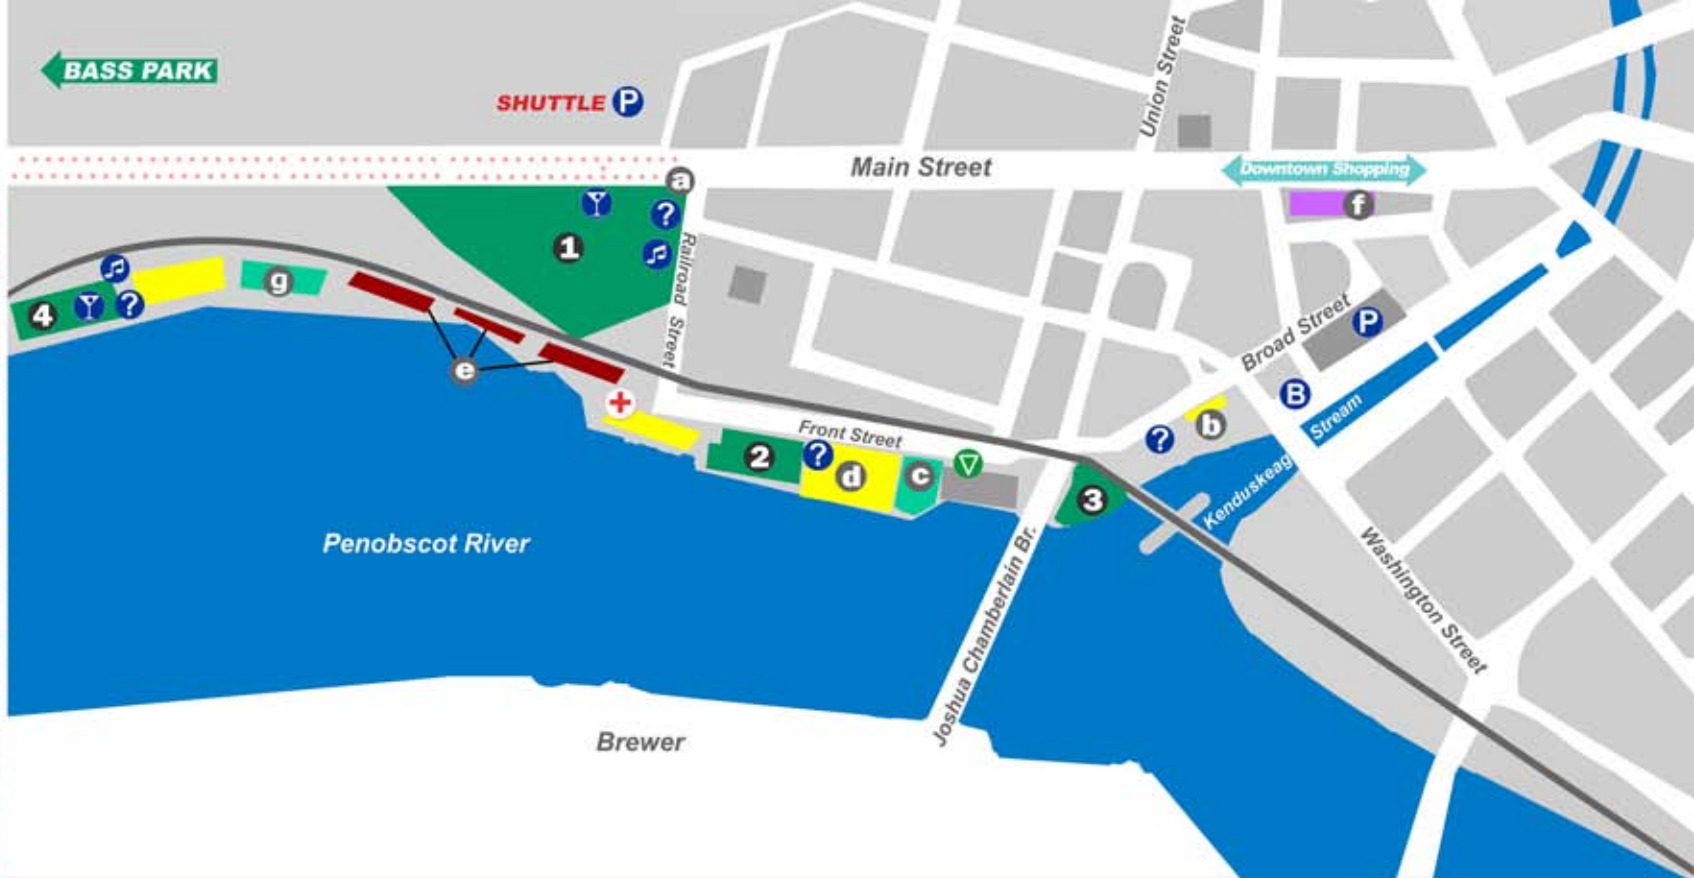 BASS PARK
SHUTTLE P
Union Street
Main Street
Downtown Shopping
a
f
?
1
Railroad Street
g
4
?
e
Broad Street
P
B
b
?
Stream
Kenduskeag
Front Street
2
?
d
c
3
Penobscot River
Joshua Chamberlain Br.
Washington Street
Brewer